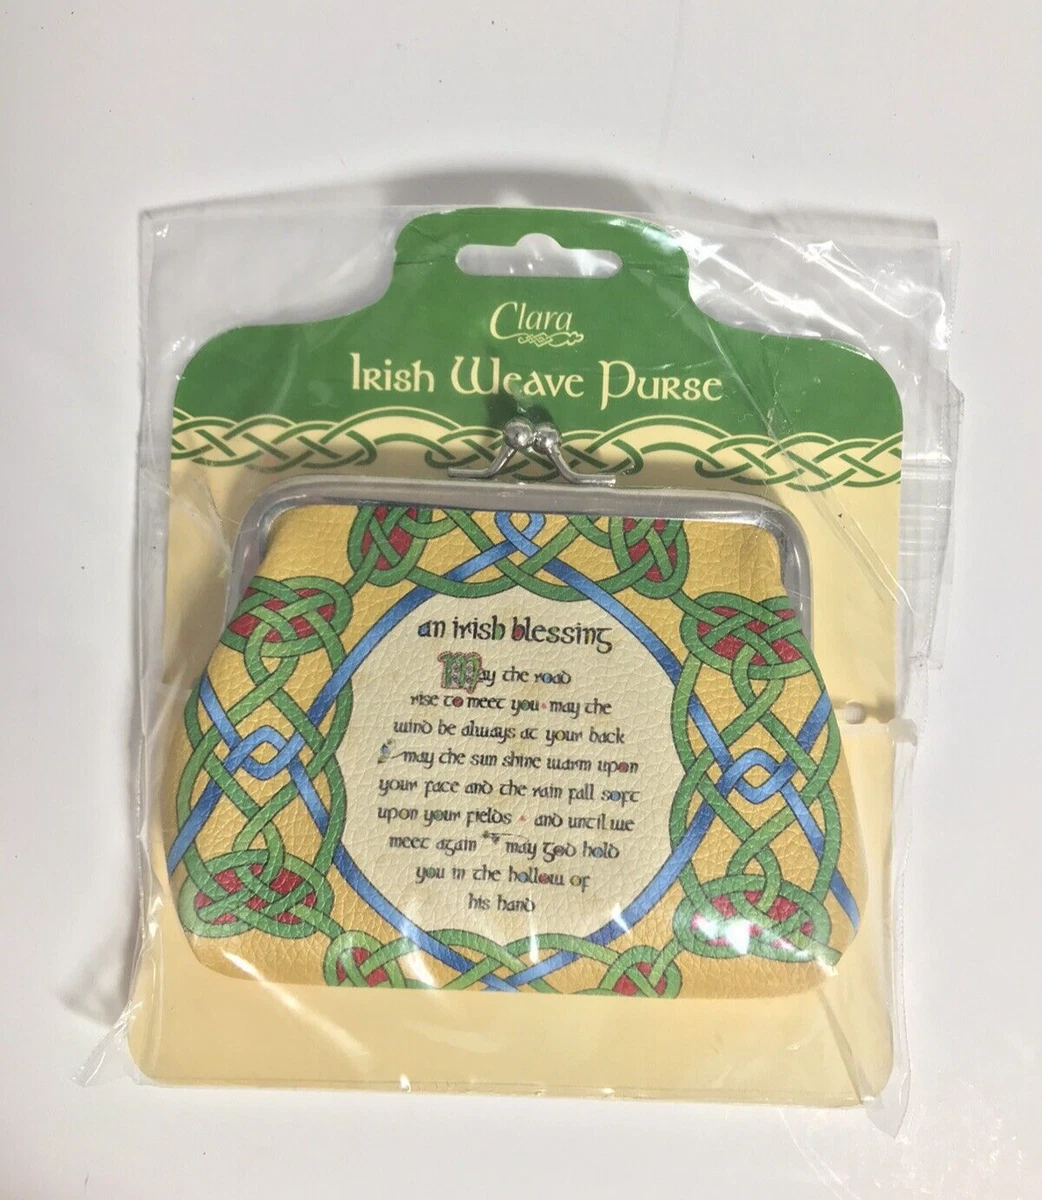 Clara
Irish Weave Purse
an irish blessing
May the road
rise to meet you · may the
wind be always at your back
may the sun shine warm upon
your face and the rain fall soft
upon your fields · and until we
meet again may god hold
you in the hollow of
his hand